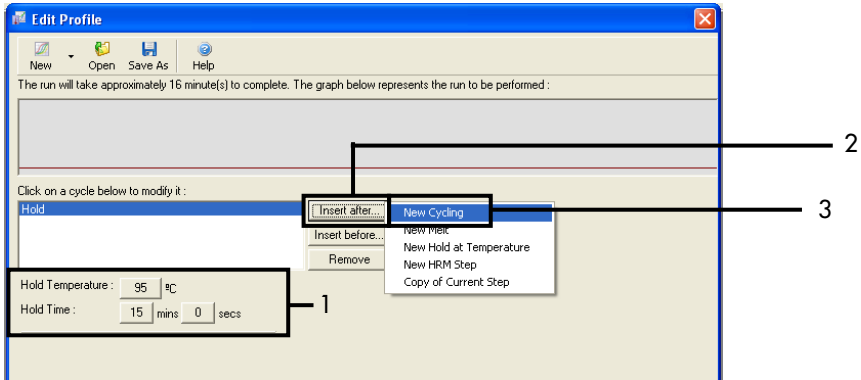 Edit Profile
New Open Save As Help
The run will take approximately 16 minute(s) to complete. The graph below represents the run to be performed :
2
Click on a cycle below to modify it :
Hold
Insert after...
New Cycling
3
Insert before...
New Melt
New Hold at Temperature
Remove
New HRM Step
Copy of Current Step
Hold Temperature : 95 ºC
Hold Time : 15 mins 0 secs
1